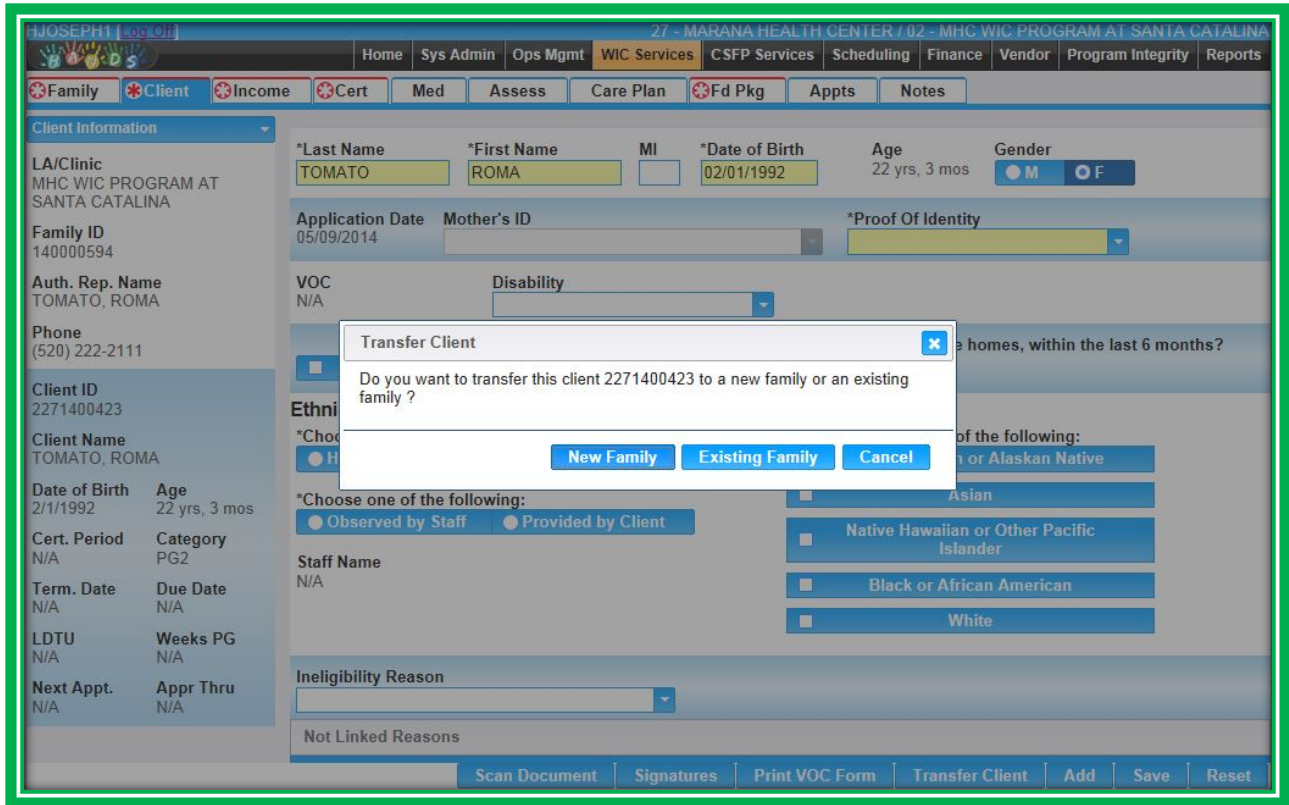 HJOSEPH1 [Log Off] 27 - MARANA HEALTH CENTER / 02 - MHC WIC PROGRAM AT SANTA CATALINA
HANDS
Home Sys Admin Ops Mgmt WIC Services CSFP Services Scheduling Finance Vendor Program Integrity Reports
Family Client Income Cert Med Assess Care Plan Fd Pkg Appts Notes
Client Information
LA/Clinic
MHC WIC PROGRAM AT
SANTA CATALINA
Family ID
140000594
Auth. Rep. Name
TOMATO, ROMA
Phone
(520) 222-2111
Client ID
2271400423
Client Name
TOMATO, ROMA
Date of Birth Age
2/1/1992 22 yrs, 3 mos
Cert. Period Category
N/A PG2
Term. Date Due Date
N/A N/A
LDTU Weeks PG
N/A N/A
Next Appt. Appr Thru
N/A N/A
*Last Name *First Name MI *Date of Birth Age Gender
TOMATO ROMA 02/01/1992 22 yrs, 3 mos M F
Application Date Mother's ID *Proof Of Identity
05/09/2014
VOC Disability
N/A
e homes, within the last 6 months?
Transfer Client
Do you want to transfer this client 2271400423 to a new family or an existing
family ?
New Family Existing Family Cancel
Ethni
*Choo of the following:
H n or Alaskan Native
*Choose one of the following: Asian
Observed by Staff Provided by Client
Native Hawaiian or Other Pacific
Islander
Staff Name
N/A Black or African American
White
Ineligibility Reason
Not Linked Reasons
Scan Document Signatures Print VOC Form Transfer Client Add Save Reset